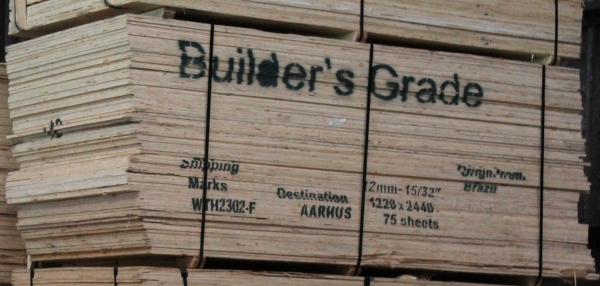 Builder's Grade
Shipping
Marks
WTH2302-F
Destination
AARHUS
12mm-15/32"
1220 x 2440
75 sheets
Brazil